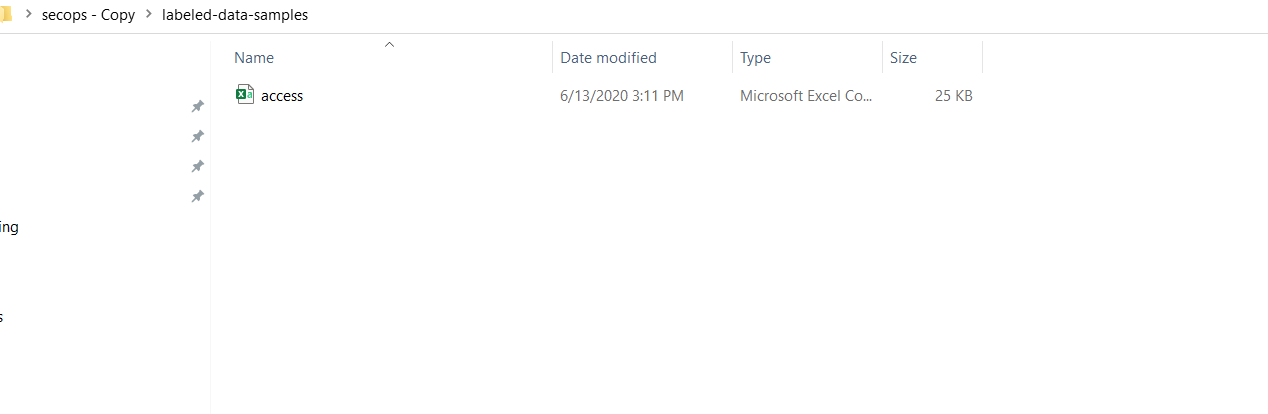 secops - Copy labeled-data-samples
Name Date modified Type Size
access 6/13/2020 3:11 PM Microsoft Excel Co... 25 KB
ing
s